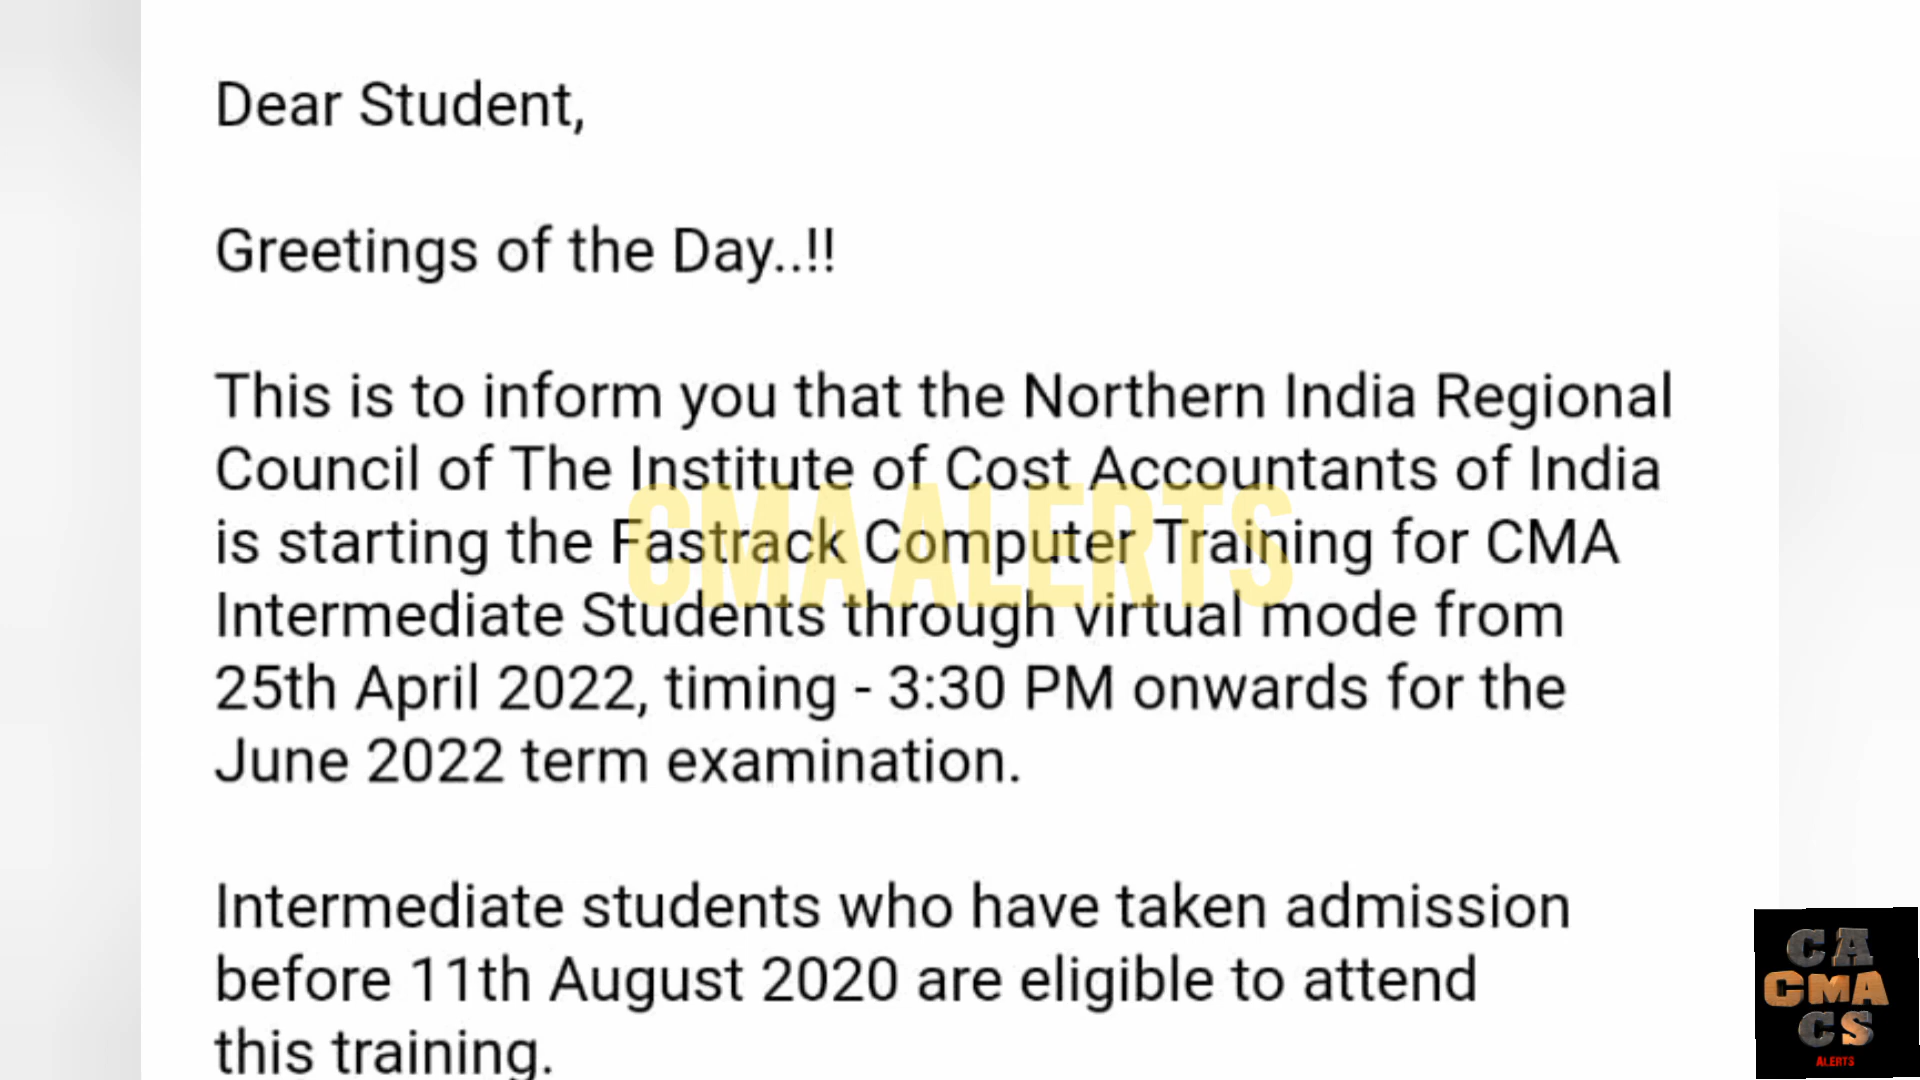 Dear Student,
Greetings of the Day..!!
This is to inform you that the Northern India Regional
Council of The Institute of Cost Accountants of India
is starting the Fastrack Computer Training for CMA
Intermediate Students through virtual mode from
25th April 2022, timing - 3:30 PM onwards for the
June 2022 term examination.
Intermediate students who have taken admission
before 11th August 2020 are eligible to attend
this training.
CMA ALERTS
CA
CMA
CS
ALERTS